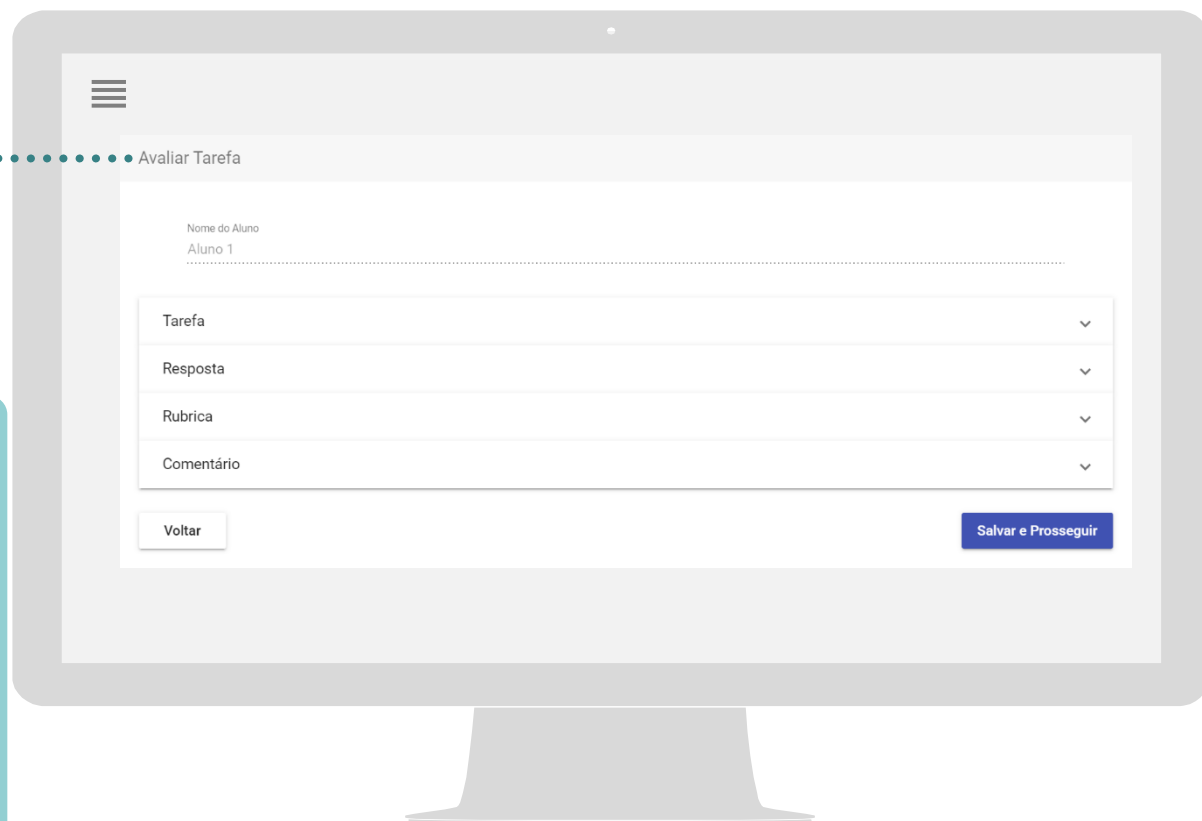 Avaliar Tarefa
Nome do Aluno
Aluno 1
Tarefa
Resposta
Rubrica
Comentário
Voltar
Salvar e Prosseguir